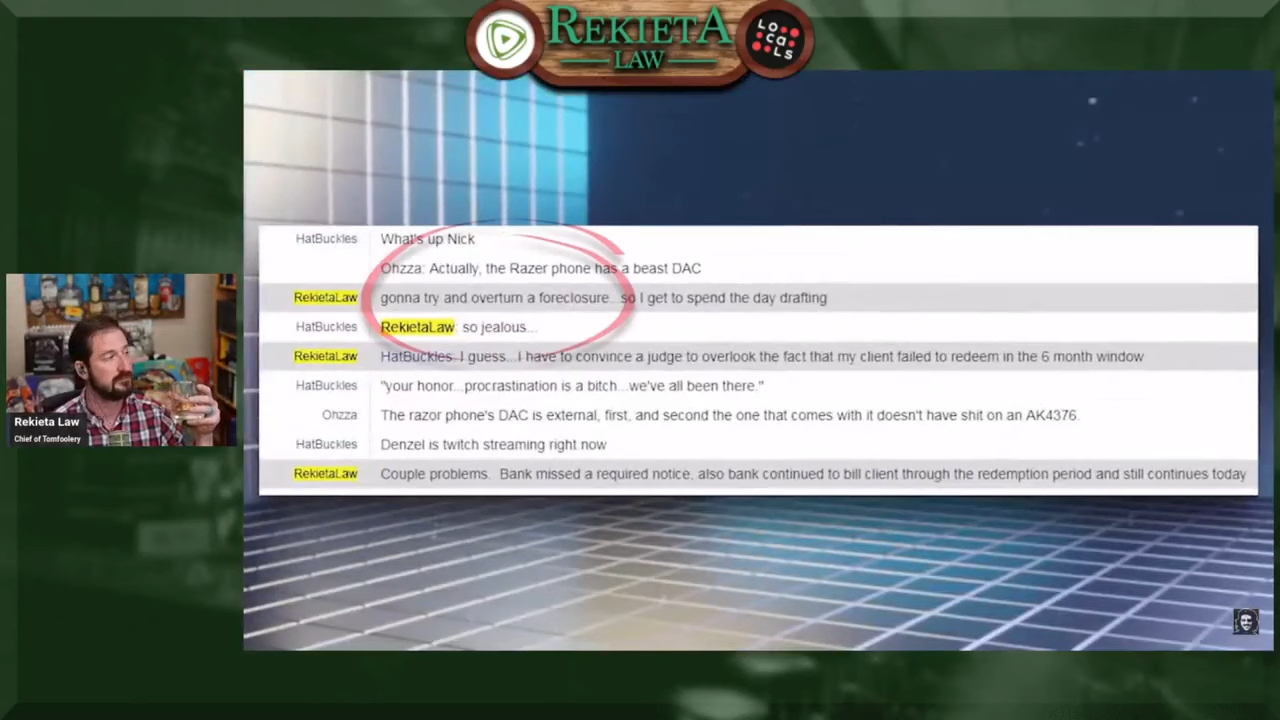 REKIETA
LAW
LOCALS
HatBuckles What's up Nick
Ohzza: Actually, the Razer phone has a beast DAC
RekietaLaw gonna try and overturn a foreclosure...so I get to spend the day drafting
HatBuckles RekietaLaw: so jealous...
RekietaLaw HatBuckles: I guess...I have to convince a judge to overlook the fact that my client failed to redeem in the 6 month window
HatBuckles "your honor...procrastination is a bitch...we've all been there."
Ohzza The razor phone's DAC is external, first, and second the one that comes with it doesn't have shit on an AK4376.
HatBuckles Denzel is twitch streaming right now
RekietaLaw Couple problems. Bank missed a required notice, also bank continued to bill client through the redemption period and still continues today
Rekieta Law
Chief of Tomfoolery